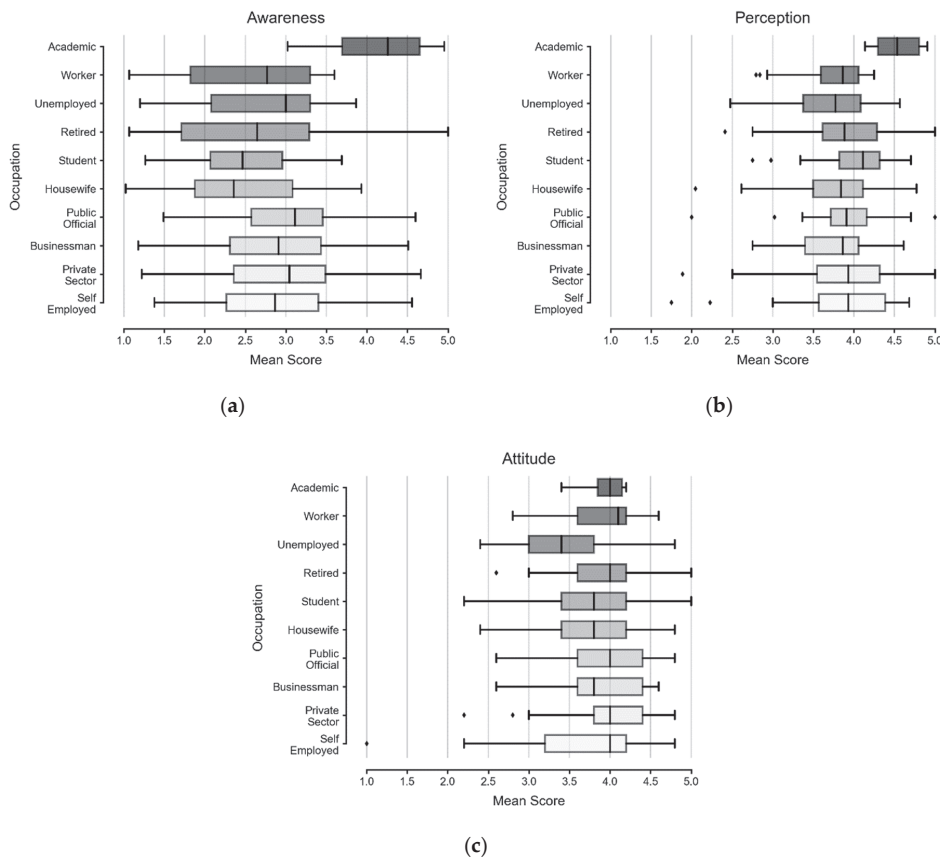 Awareness
Occupation
Academic
Worker
Unemployed
Retired
Student
Housewife
Public
Official
Businessman
Private
Sector
Self
Employed
1.0 1.5 2.0 2.5 3.0 3.5 4.0 4.5 5.0
Mean Score
(a)
Perception
Occupation
Academic
Worker
Unemployed
Retired
Student
Housewife
Public
Official
Businessman
Private
Sector
Self
Employed
1.0 1.5 2.0 2.5 3.0 3.5 4.0 4.5 5.0
Mean Score
(b)
Attitude
Occupation
Academic
Worker
Unemployed
Retired
Student
Housewife
Public
Official
Businessman
Private
Sector
Self
Employed
1.0 1.5 2.0 2.5 3.0 3.5 4.0 4.5 5.0
Mean Score
(c)